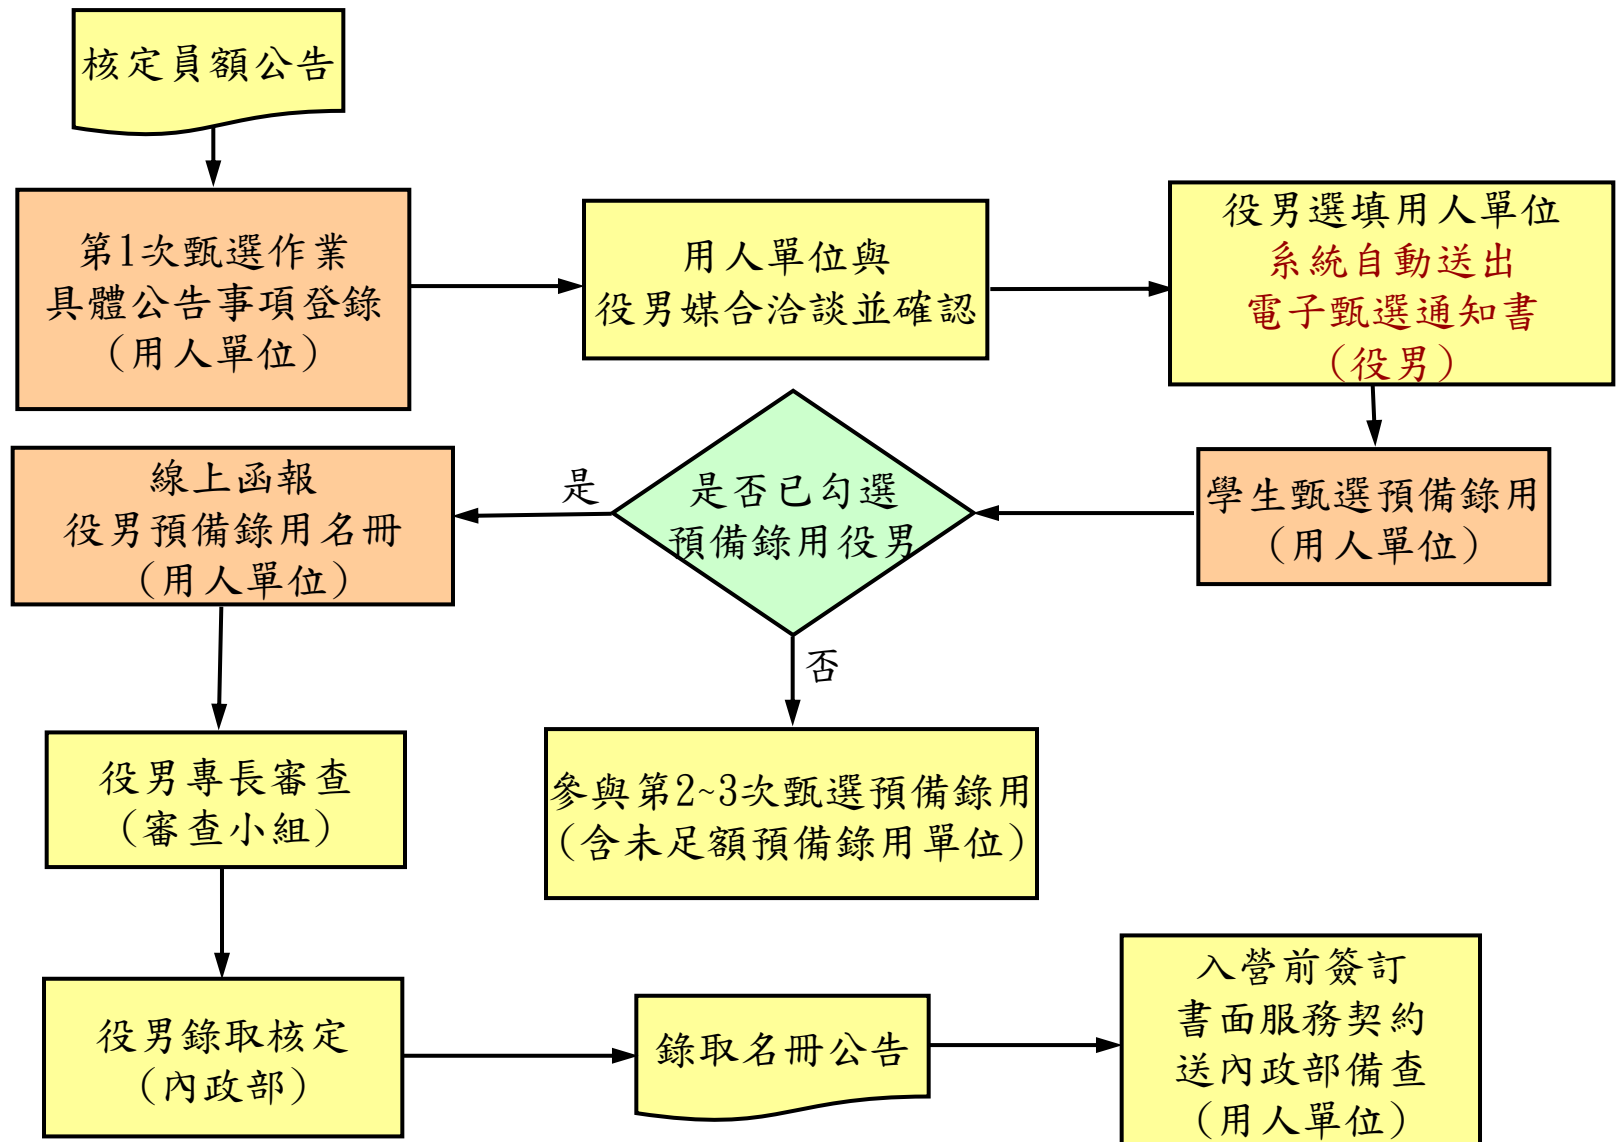 核定員額公告
第1次甄選作業
具體公告事項登錄
(用人單位)
用人單位與
役男媒合洽談並確認
役男選填用人單位
系統自動送出
電子甄選通知書
(役男)
學生甄選預備錄用
(用人單位)
是否已勾選
預備錄用役男
是
否
線上函報
役男預備錄用名冊
(用人單位)
參與第2~3次甄選預備錄用
(含未足額預備錄用單位)
役男專長審查
(審查小組)
役男錄取核定
(內政部)
錄取名冊公告
入營前簽訂
書面服務契約
送內政部備查
(用人單位)